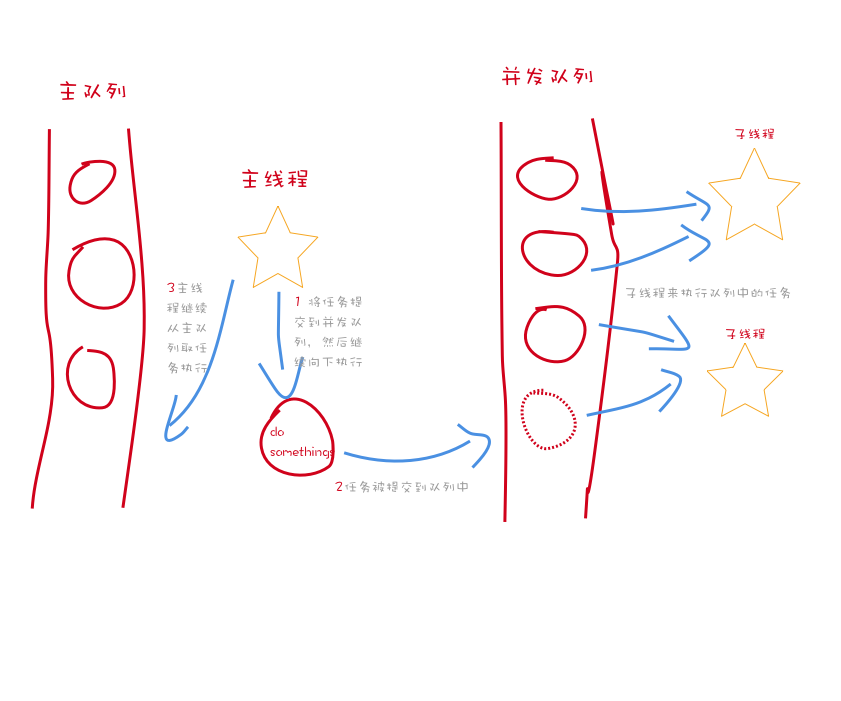 主队列
并发队列
主线程
子线程
3主线
程继续
从主队
列取任
务执行
1 将任务提
交到并发队
列，然后继
续向下执行
do
somethings
2任务被提交到队列中
子线程来执行队列中的任务
子线程